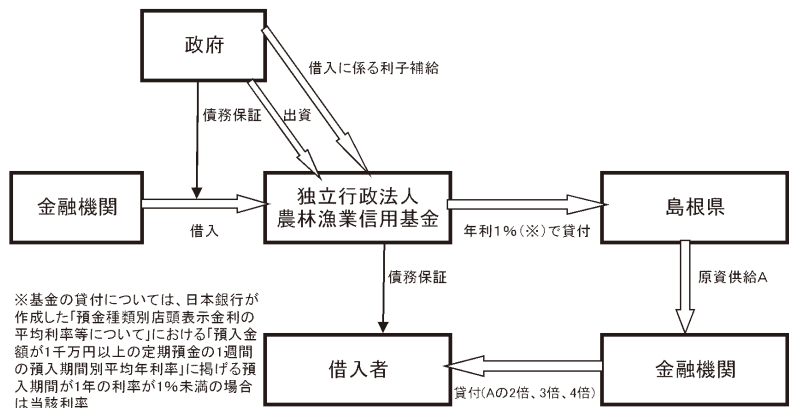 政府
借入に係る利子補給
債務保証
出資
金融機関
借入
独立行政法人
農林漁業信用基金
年利1%(※)で貸付
島根県
債務保証
原資供給A
※基金の貸付については、日本銀行が
作成した「預金種類別店頭表示金利の
平均利率等について」における「預入金
額が1千万円以上の定期預金の1週間
の預入期間別平均年利率」に掲げる預
入期間が1年の利率が1%未満の場合
は当該利率
借入者
貸付(Aの2倍、3倍、4倍)
金融機関